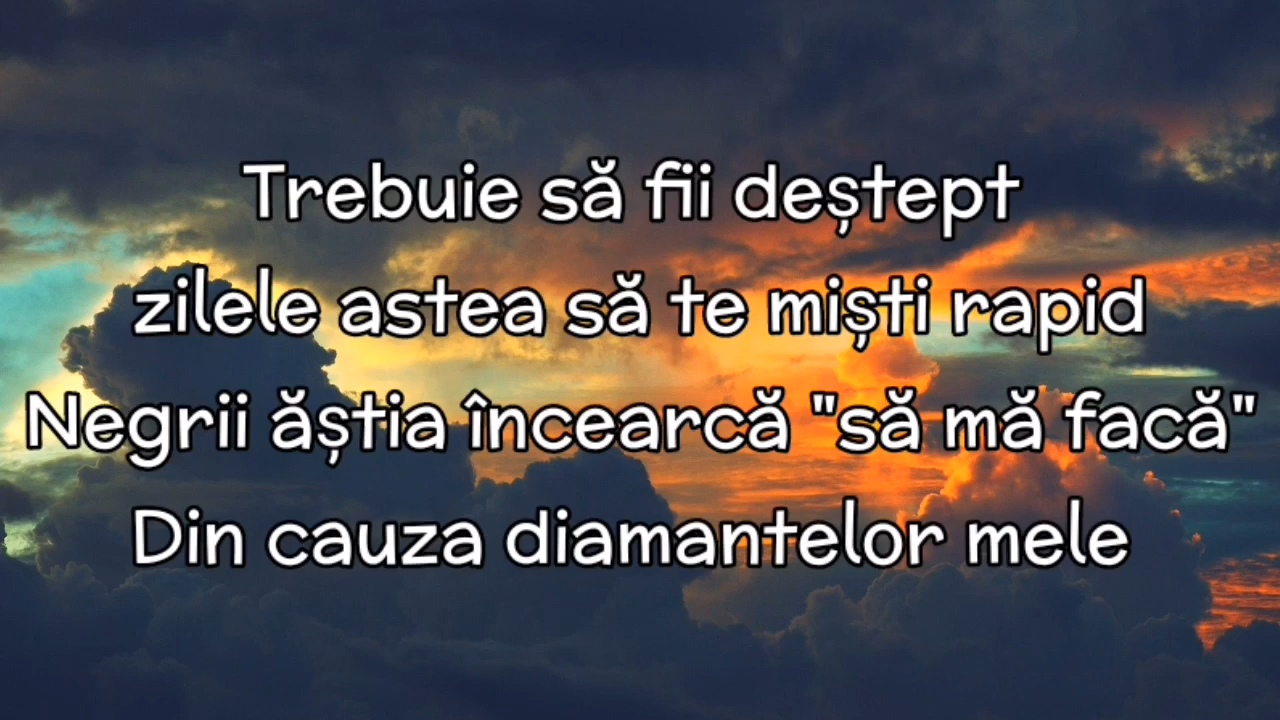 Trebuie să fii deștept
zilele astea să te miști rapid
Negrii ăștia încearcă "să mă facă"
Din cauza diamantelor mele